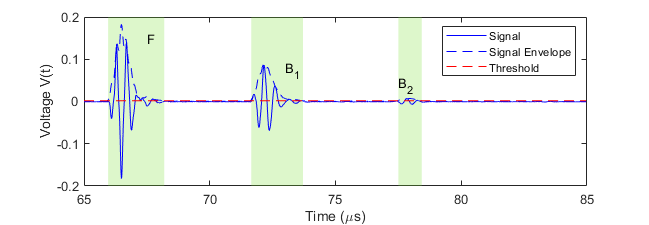 0.2
0.1
0
-0.1
-0.2
Voltage V(t)
F
B1
B2
Signal
Signal Envelope
Threshold
65 70 75 80 85
Time (μs)